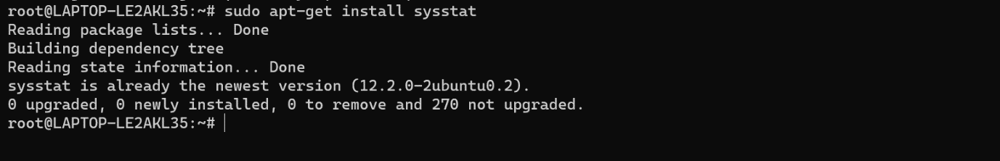 root@LAPTOP-LE2AKL35:~# sudo apt-get install sysstat
Reading package lists... Done
Building dependency tree
Reading state information... Done
sysstat is already the newest version (12.2.0-2ubuntu0.2).
0 upgraded, 0 newly installed, 0 to remove and 270 not upgraded.
root@LAPTOP-LE2AKL35:~#